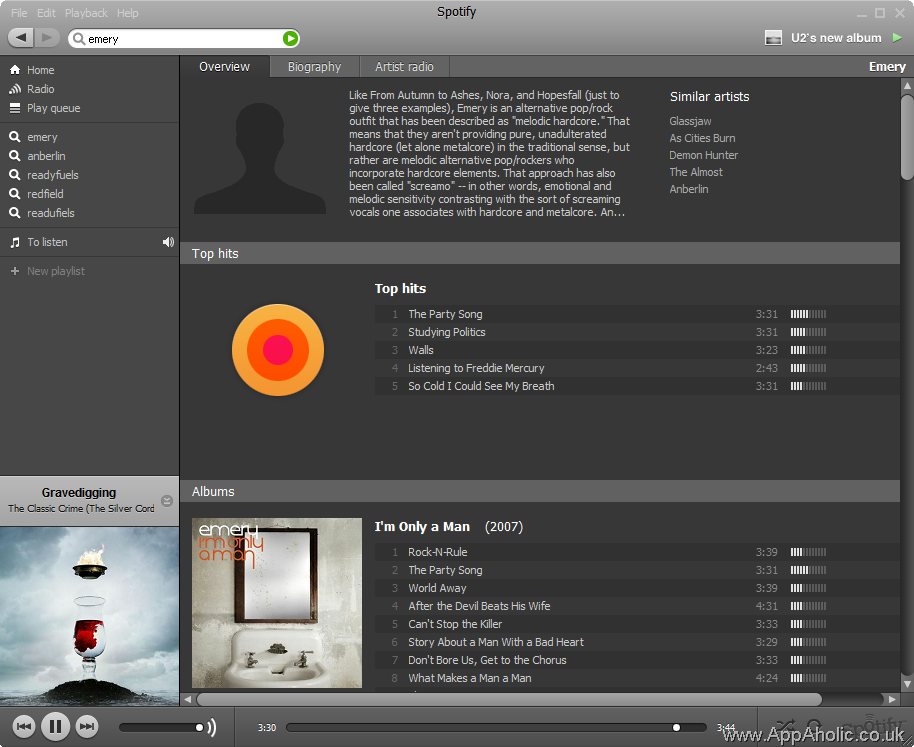 Spotify
File Edit Playback Help
emery
U2's new album
Home
Radio
Play queue
emery
anberlin
readyfuels
redfield
readufiels
To listen
New playlist
Gravedigging
The Classic Crime (The Silver Cord
Overview Biography Artist radio Emery
Like From Autumn to Ashes, Nora, and Hopesfall (just to
give three examples), Emery is an alternative pop/rock
outfit that has been described as "melodic hardcore." That
means that they aren't providing pure, unadulterated
hardcore (let alone metalcore) in the traditional sense, but
rather are melodic alternative pop/rockers who
incorporate hardcore elements. That approach has also
been called "screamo" -- in other words, emotional and
melodic sensitivity contrasting with the sort of screaming
vocals one associates with hardcore and metalcore. An...
Similar artists
Glassjaw
As Cities Burn
Demon Hunter
The Almost
Anberlin
Top hits
Top hits
1 The Party Song 3:31
2 Studying Politics 3:31
3 Walls 3:23
4 Listening to Freddie Mercury 2:43
5 So Cold I Could See My Breath 3:31
Albums
emery
i'm only
a man
I'm Only a Man (2007)
1 Rock-N-Rule 3:39
2 The Party Song 3:31
3 World Away 3:39
4 After the Devil Beats His Wife 4:31
5 Can't Stop the Killer 3:33
6 Story About a Man With a Bad Heart 3:29
7 Don't Bore Us, Get to the Chorus 3:33
8 What Makes a Man a Man 4:24
3:30 3:44
Spotify
www.AppAholic.co.uk